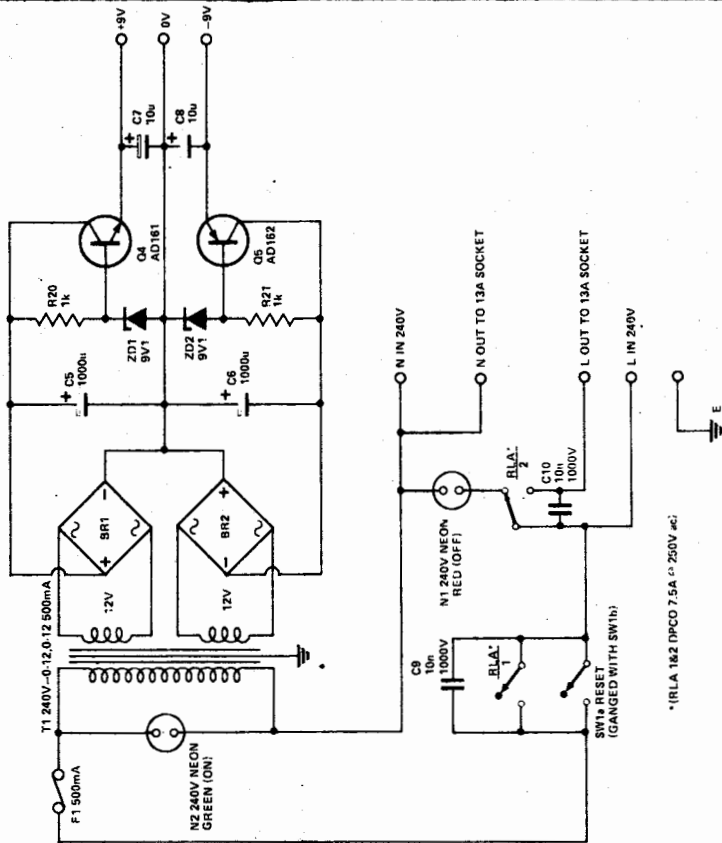 +9V
0V
−9V
C7
10u
C8
10u
+
+
Q4
AD161
Q5
AD162
R20
1k
R21
1k
ZD1
9V1
ZD2
9V1
C5
1000u
C6
1000u
+
+
BR1
−
+
BR2
+
−
12V
12V
T1 240V–0-12,0-12 500mA
N2 240V NEON
GREEN (ON)
F1 500mA
N IN 240V
N OUT TO 13A SOCKET
L OUT TO 13A SOCKET
L IN 240V
E
N1 240V NEON
RED (OFF)
RLA*
2
C10
10n
1000V
C9
10n
1000V
RLA*
1
SW1a RESET
(GANGED WITH SW1b)
*(RLA 1&2 DPCO 7.5A @ 250V ac)